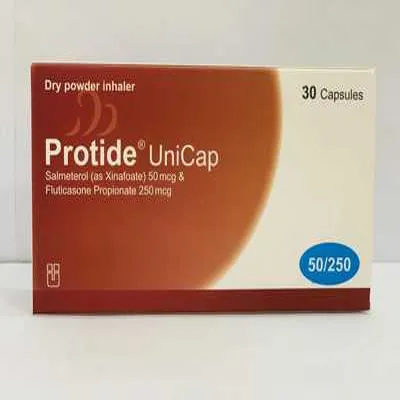 Dry powder inhaler
30 Capsules
Protide® UniCap
Salmeterol (as Xinafoate) 50 mcg &
Fluticasone Propionate 250 mcg
50/250